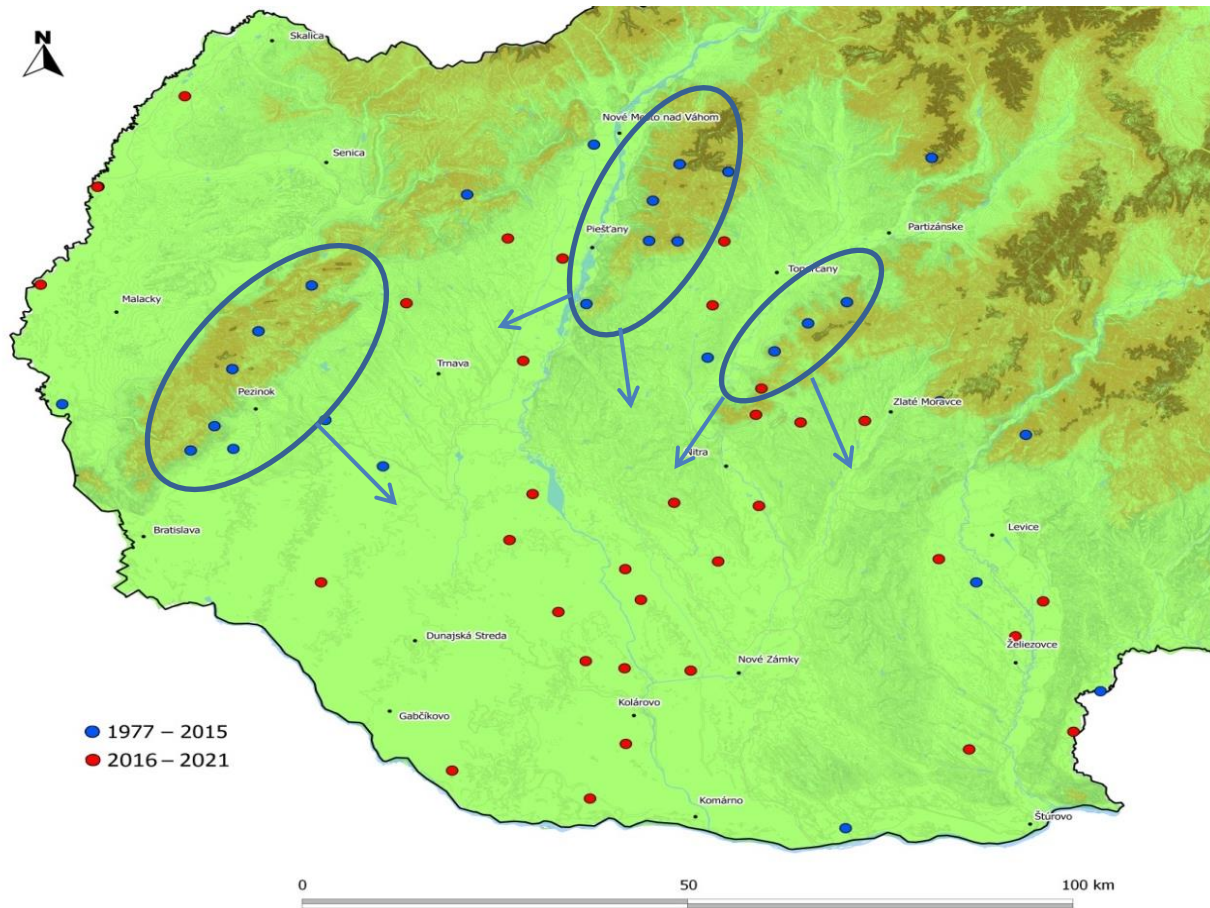 N
Skalica
Nové Mesto nad Váhom
Senica
Partizánske
Piešťany
Topoľčany
Malacky
Trnava
Pezinok
Zlaté Moravce
Nitra
Levice
Bratislava
Dunajská Streda
Želiezovce
Nové Zámky
Gabčíkovo
Kolárovo
1977 – 2015
2016 – 2021
Komárno
Štúrovo
0 50 100 km